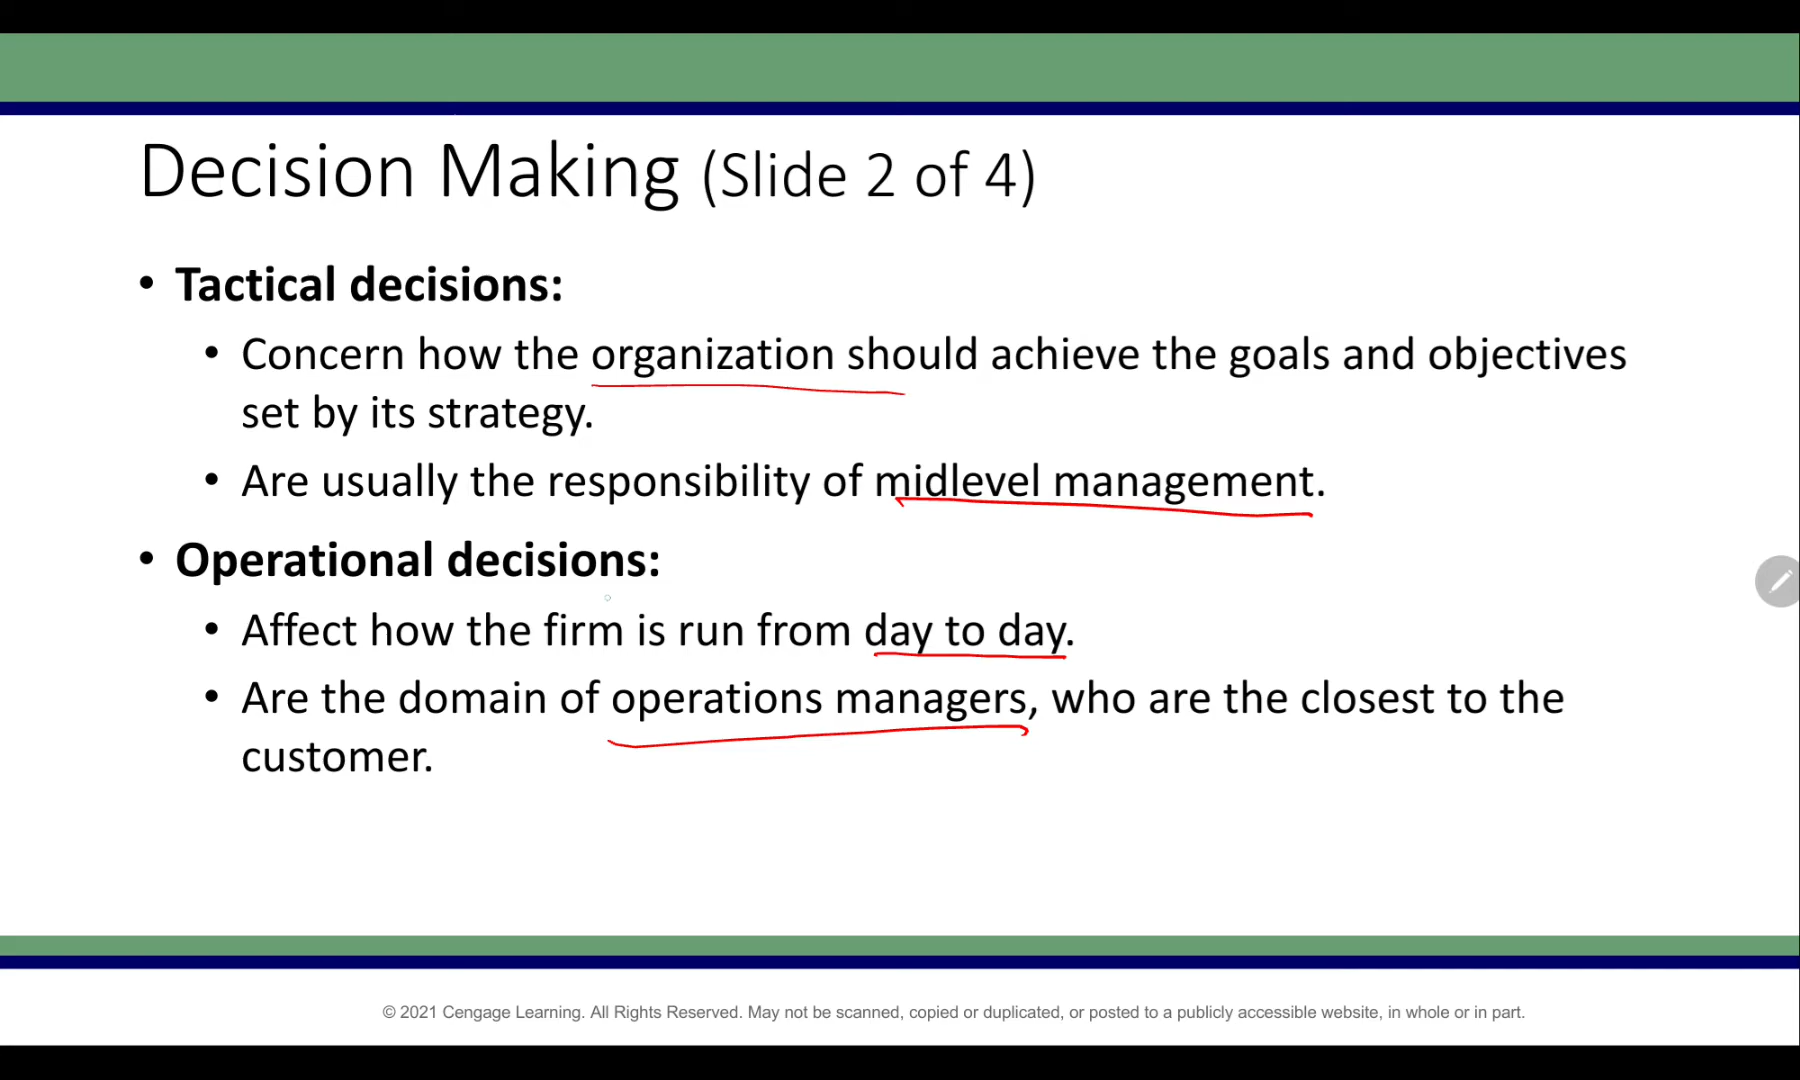 Decision Making (Slide 2 of 4)
• Tactical decisions:
• Concern how the organization should achieve the goals and objectives
set by its strategy.
• Are usually the responsibility of midlevel management.
• Operational decisions:
• Affect how the firm is run from day to day.
• Are the domain of operations managers, who are the closest to the
customer.
© 2021 Cengage Learning. All Rights Reserved. May not be scanned, copied or duplicated, or posted to a publicly accessible website, in whole or in part.